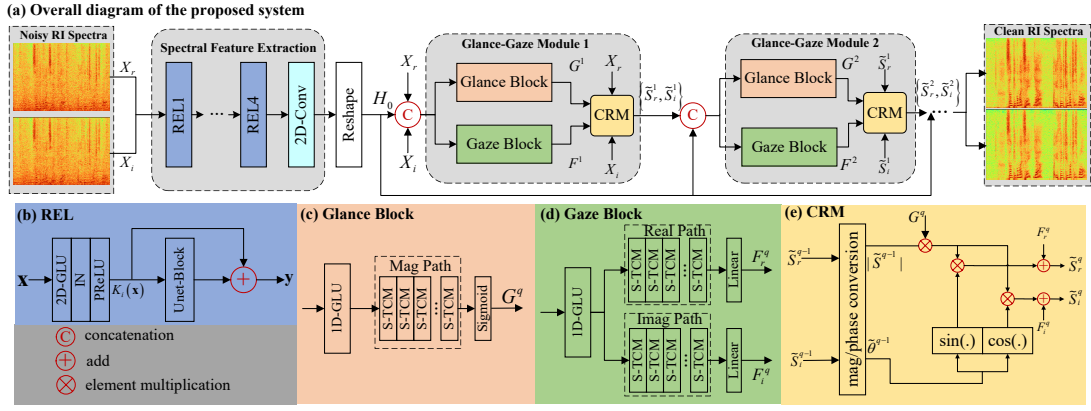 (a) Overall diagram of the proposed system
Noisy RI Spectra
X_r
X_i
Spectral Feature Extraction
REL1
...
REL4
2D-Conv
Reshape
H_0
X_r
C
X_i
Glance-Gaze Module 1
Glance Block
Gaze Block
G^1
F^1
X_r
CRM
X_i
{S̃_r^1, S̃_i^1}
C
Glance-Gaze Module 2
Glance Block
Gaze Block
G^2
F^2
S̃_r^1
CRM
S̃_i^1
{S̃_r^2, S̃_i^2}
...
Clean RI Spectra
(b) REL
x
2D-GLU
IN
PReLU
K_i(x)
Unet-Block
y
C concatenation
+ add
× element multiplication
(c) Glance Block
1D-GLU
Mag Path
S-TCM
S-TCM
S-TCM
...
S-TCM
Sigmoid
G^q
(d) Gaze Block
1D-GLU
Real Path
S-TCM
S-TCM
S-TCM
...
S-TCM
Linear
F_r^q
Imag Path
S-TCM
S-TCM
S-TCM
...
S-TCM
Linear
F_i^q
(e) CRM
S̃_r^{q-1}
S̃_i^{q-1}
mag/phase conversion
|S̃^{q-1}|
θ̃^{q-1}
G^q
sin(.)
cos(.)
F_r^q
S̃_r^q
S̃_i^q
F_i^q